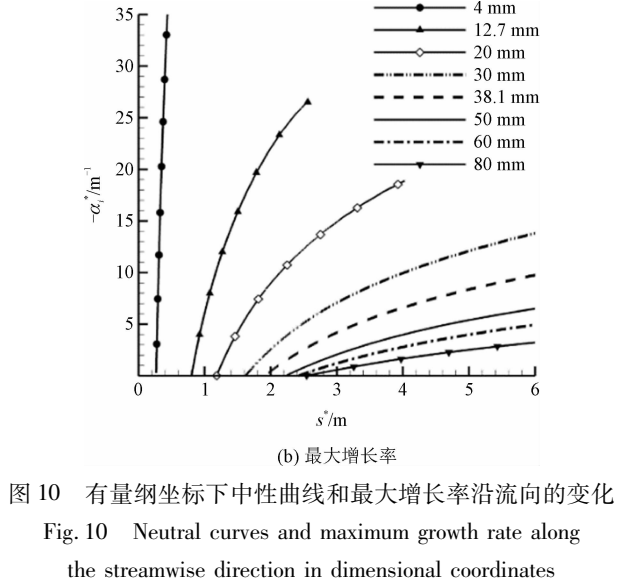 35
30
25
20
15
10
5
−α*i/m−1
4 mm
12.7 mm
20 mm
30 mm
38.1 mm
50 mm
60 mm
80 mm
0 1 2 3 4 5 6
s*/m
(b) 最大增长率
图 10 有量纲坐标下中性曲线和最大增长率沿流向的变化
Fig. 10 Neutral curves and maximum growth rate along
the streamwise direction in dimensional coordinates